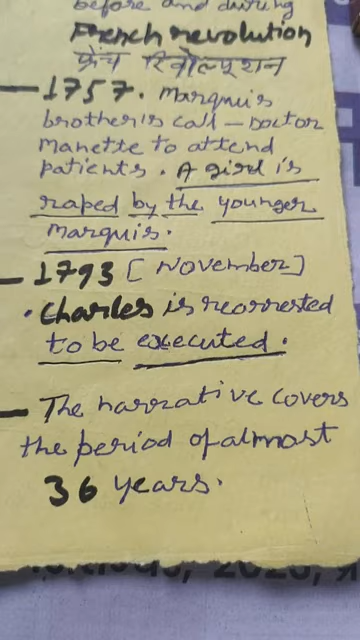 before and during
French revolution
फ्रेंच रिवोल्यूशन
— 1757. Marquis
brother's call – Doctor
Manette to attend
patients. A girl is
raped by the younger
Marquis.
— 1793 [November]
. Charles is rearrested
to be executed.
— The narrative covers
the period of almost
36 years.